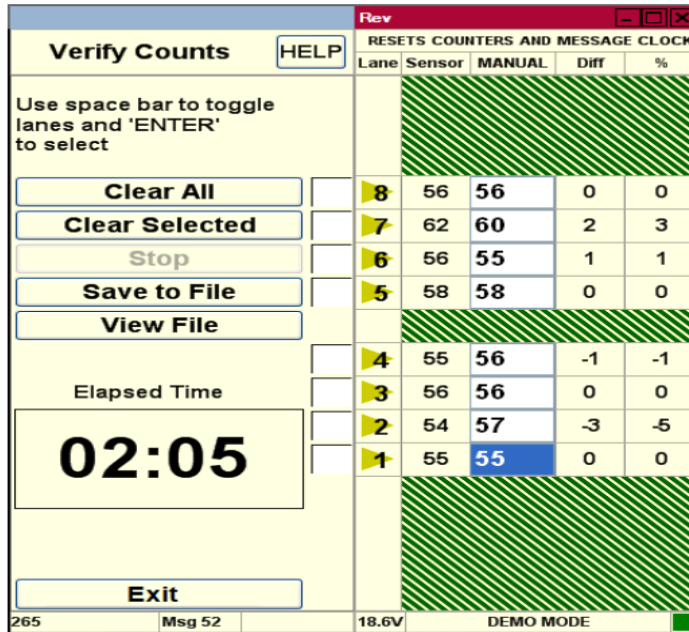 Rev
Verify Counts
HELP
RESETS COUNTERS AND MESSAGE CLOCK
Lane Sensor MANUAL Diff %
Use space bar to toggle
lanes and 'ENTER'
to select
Clear All
Clear Selected
Stop
Save to File
View File
8 56 56 0 0
7 62 60 2 3
6 56 55 1 1
5 58 58 0 0
4 55 56 -1 -1
3 56 56 0 0
2 54 57 -3 -5
1 55 55 0 0
Elapsed Time
02:05
Exit
265 Msg 52 18.6V DEMO MODE